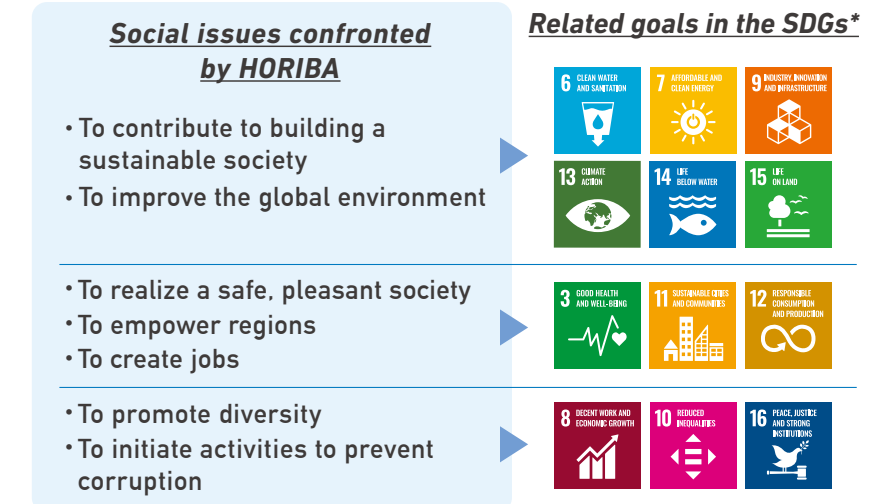 Social issues confronted
by HORIBA
Related goals in the SDGs*
• To contribute to building a
sustainable society
• To improve the global environment
6 CLEAN WATER
AND SANITATION
7 AFFORDABLE AND
CLEAN ENERGY
9 INDUSTRY, INNOVATION
AND INFRASTRUCTURE
13 CLIMATE
ACTION
14 LIFE
BELOW WATER
15 LIFE
ON LAND
• To realize a safe, pleasant society
• To empower regions
• To create jobs
3 GOOD HEALTH
AND WELL-BEING
11 SUSTAINABLE CITIES
AND COMMUNITIES
12 RESPONSIBLE
CONSUMPTION
AND PRODUCTION
• To promote diversity
• To initiate activities to prevent
corruption
8 DECENT WORK AND
ECONOMIC GROWTH
10 REDUCED
INEQUALITIES
16 PEACE, JUSTICE
AND STRONG
INSTITUTIONS